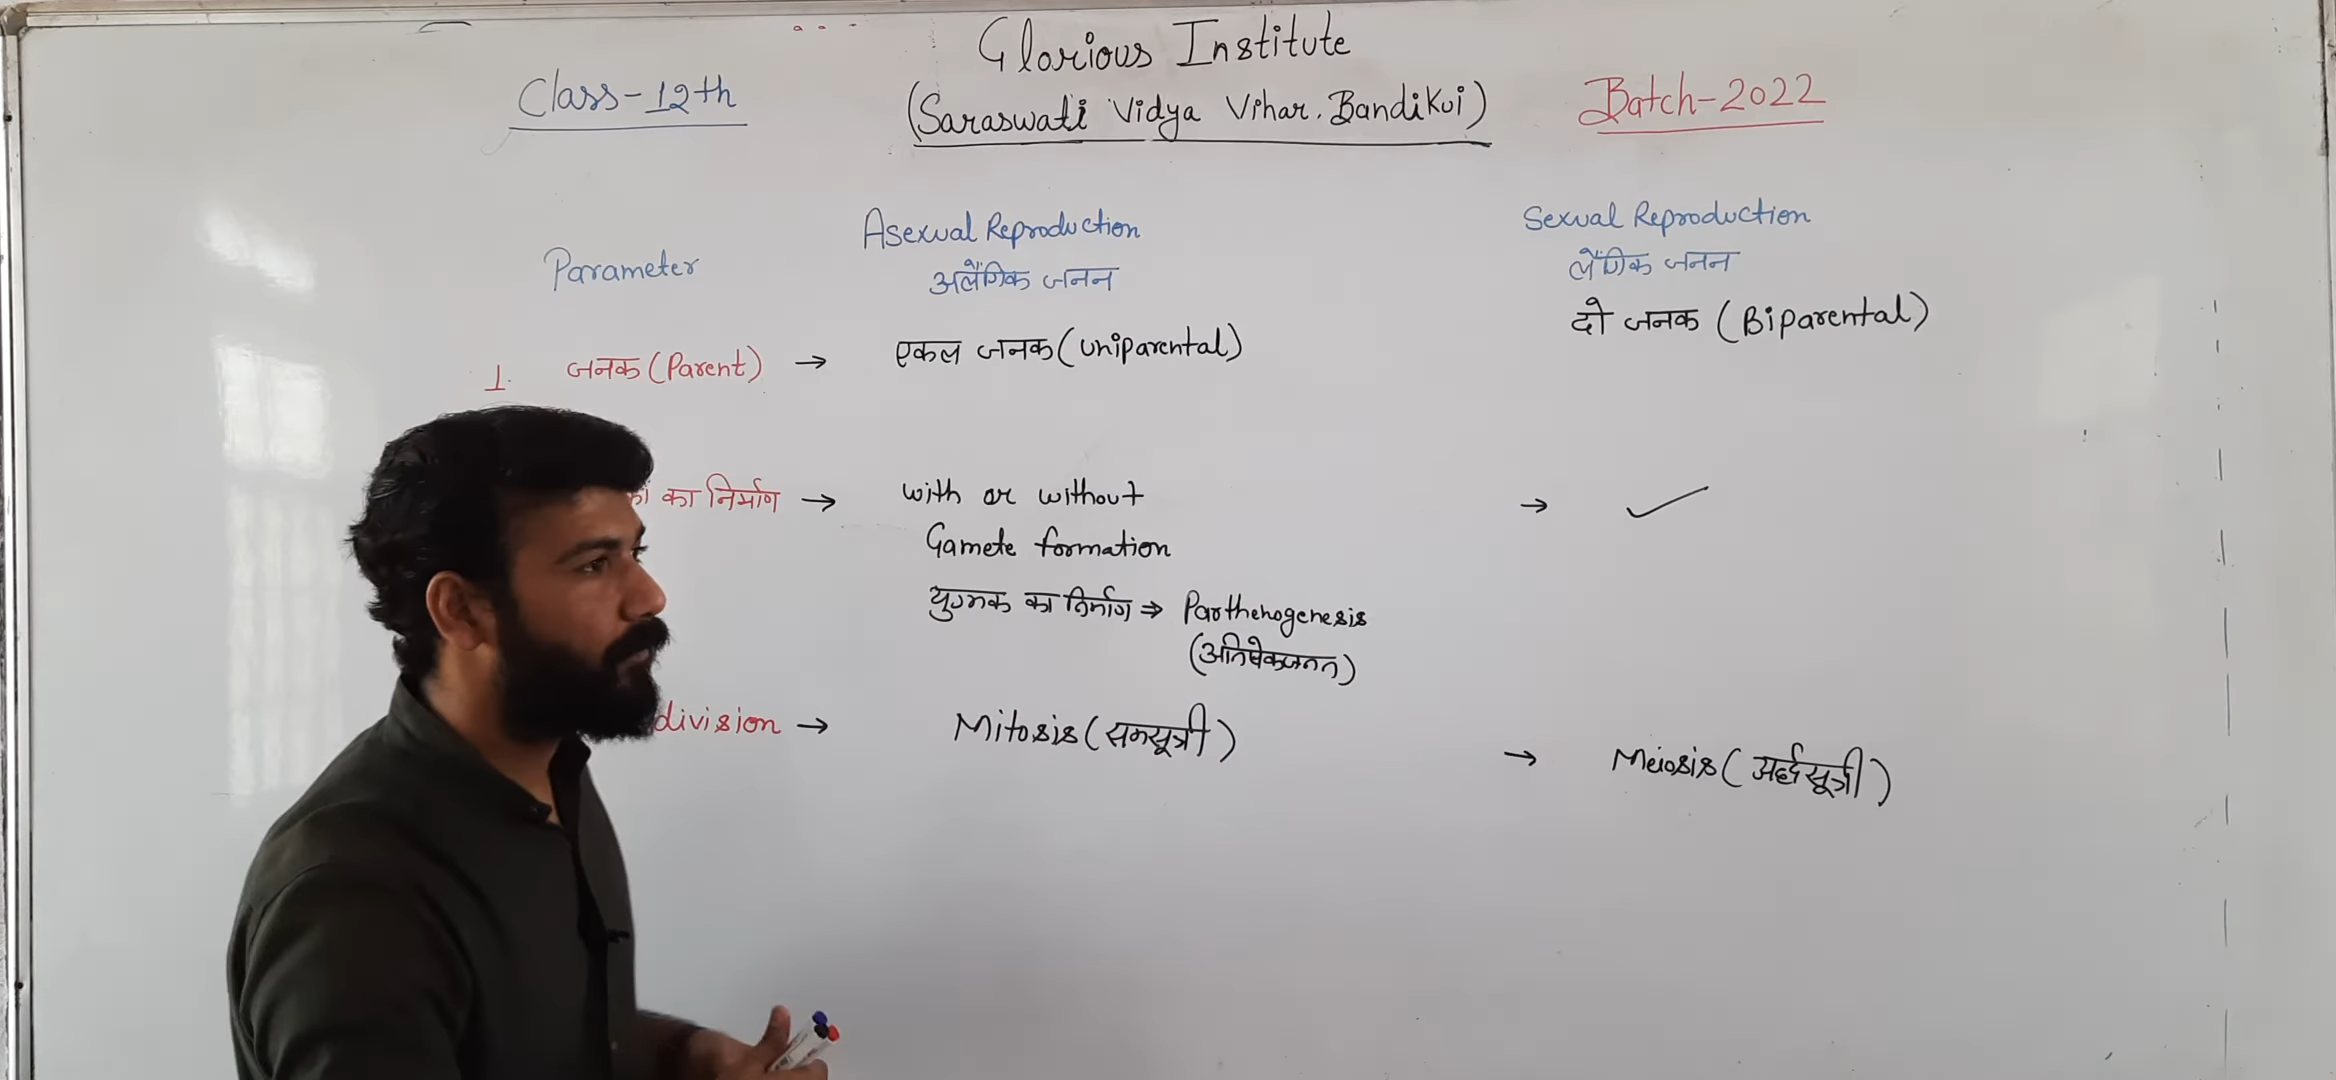 Glorious Institute
Class-12th
(Saraswati Vidya Vihar, Bandikui)
Batch-2022
Parameter
Asexual Reproduction
अलैंगिक जनन
Sexual Reproduction
लैंगिक जनन
1. जनक (Parent) →
एकल जनक (Uniparental)
दो जनक (Biparental)
का निर्माण →
with or without
Gamete formation
युग्मक का निर्माण ⇒ Parthenogenesis
(अनिषेकजनन)
→ ✓
division →
Mitosis (समसूत्री)
→ Meiosis (अर्द्धसूत्री)